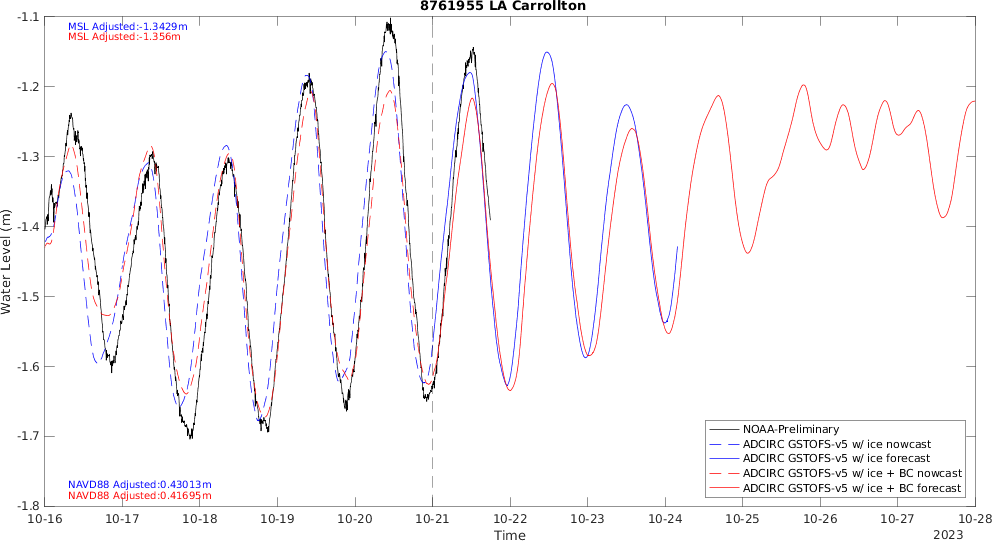 8761955 LA Carrollton
MSL Adjusted:-1.3429m
MSL Adjusted:-1.356m
-1.1
-1.2
-1.3
-1.4
-1.5
-1.6
-1.7
-1.8
Water Level (m)
NAVD88 Adjusted:0.43013m
NAVD88 Adjusted:0.41695m
NOAA-Preliminary
ADCIRC GSTOFS-v5 w/ ice nowcast
ADCIRC GSTOFS-v5 w/ ice forecast
ADCIRC GSTOFS-v5 w/ ice + BC nowcast
ADCIRC GSTOFS-v5 w/ ice + BC forecast
10-16 10-17 10-18 10-19 10-20 10-21 10-22 10-23 10-24 10-25 10-26 10-27 10-28
Time
2023